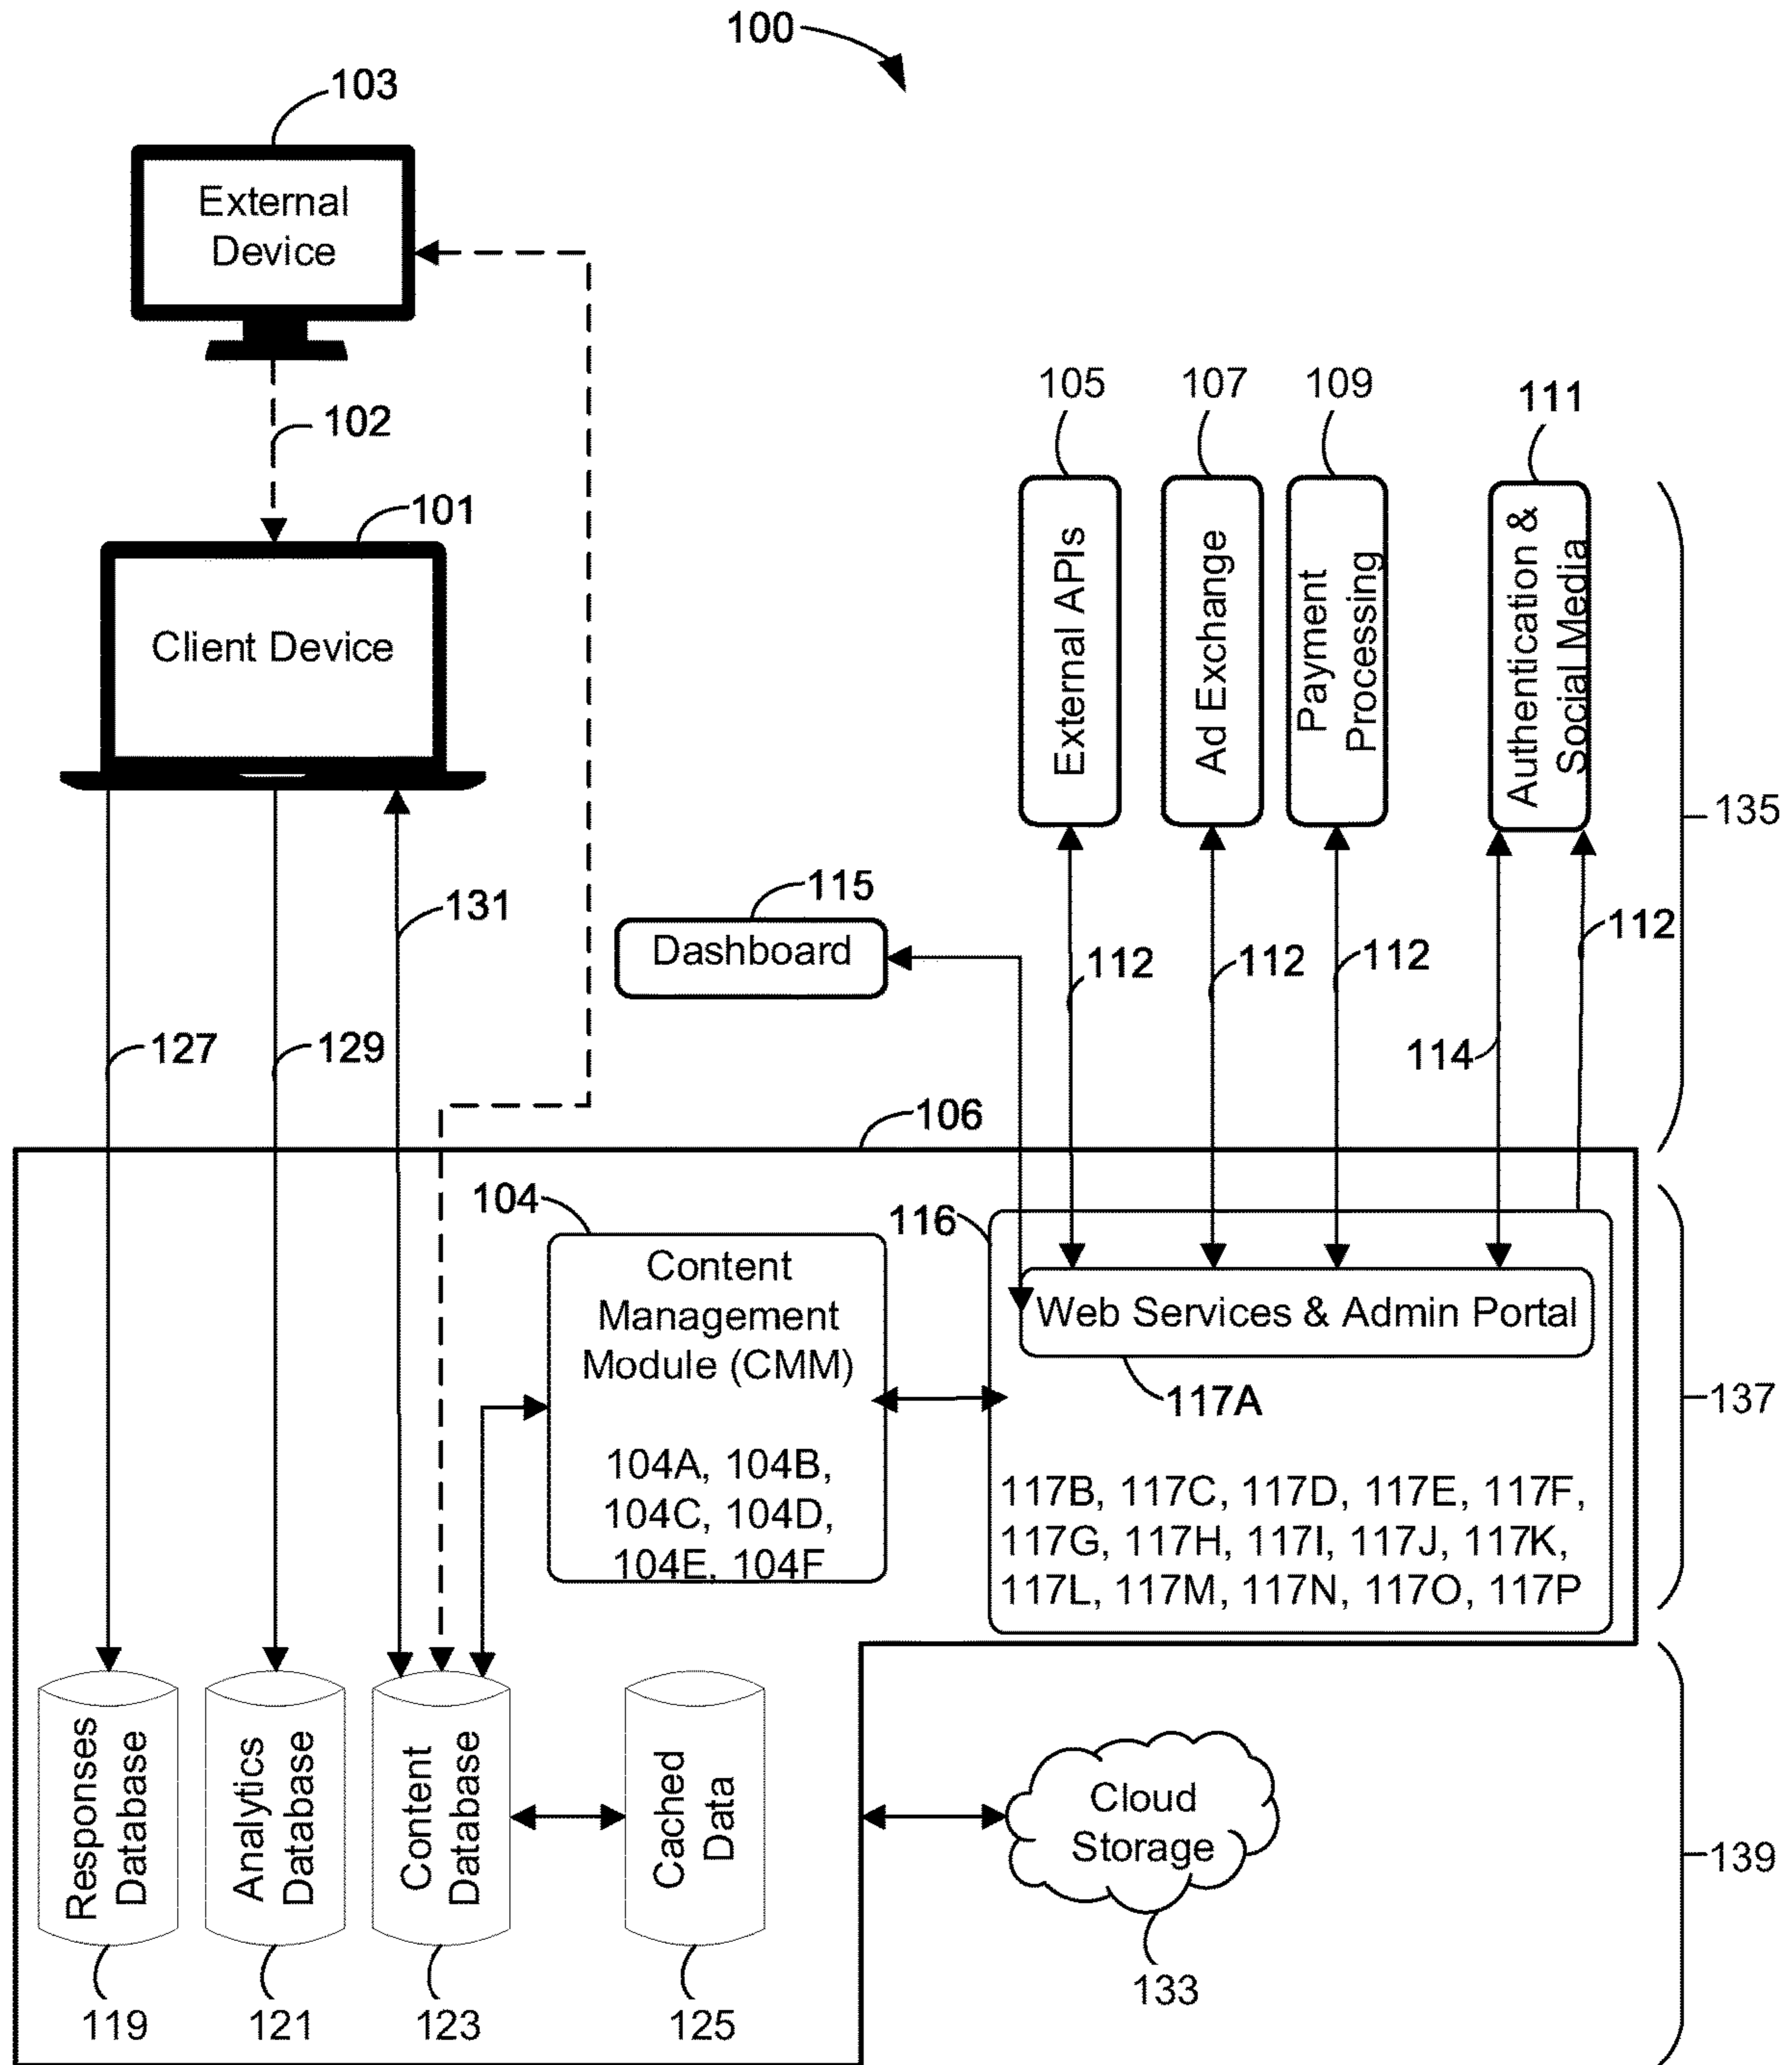 100
103
External
Device
102
105
107
109
111
101
Client Device
External APIs
Ad Exchange
Payment
Processing
Authentication &
Social Media
135
131
115
Dashboard
112
112
112
112
127
129
114
106
104
Content
Management
Module (CMM)
104A, 104B,
104C, 104D,
104E, 104F
116
Web Services & Admin Portal
117A
117B, 117C, 117D, 117E, 117F,
117G, 117H, 117I, 117J, 117K,
117L, 117M, 117N, 117O, 117P
137
Responses
Database
Analytics
Database
Content
Database
Cached
Data
Cloud
Storage
139
119
121
123
125
133